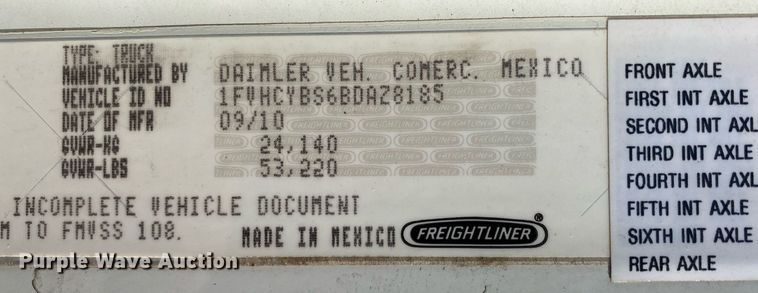 TYPE: TRUCK
MANUFACTURED BY DAIMLER VEH. COMERC. MEXICO
VEHICLE ID NO 1FVHCYBS6BDAZ8185
DATE OF MFR 09/10
GVWR-KG 24,140
GVWR-LBS 53,220
INCOMPLETE VEHICLE DOCUMENT
M TO FMVSS 108.
MADE IN MEXICO FREIGHTLINER®
FRONT AXLE
FIRST INT AXLE
SECOND INT AXL
THIRD INT AXLE
FOURTH INT AXL
FIFTH INT AXLE
SIXTH INT AXLE
REAR AXLE
Purple Wave Auction